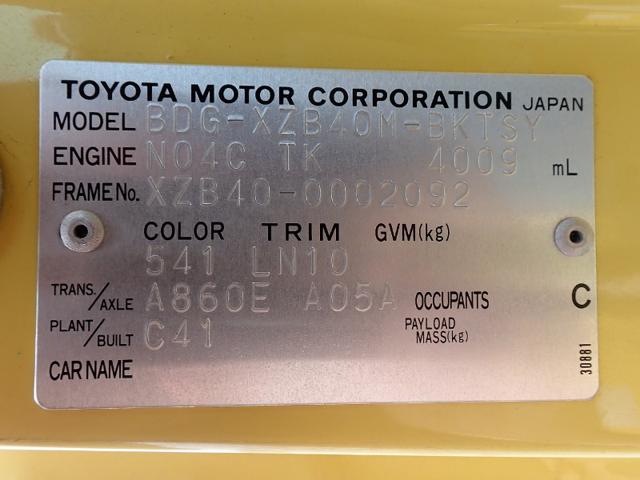 TOYOTA MOTOR CORPORATION JAPAN
MODEL BDG-XZB40M-BKTSY
ENGINE N04C TK 4009 mL
FRAME No. XZB40-0002092
COLOR TRIM GVM(kg)
541 LN10
TRANS./AXLE A860E A05A OCCUPANTS C
PLANT/BUILT C41 PAYLOAD MASS(kg)
CAR NAME
30881